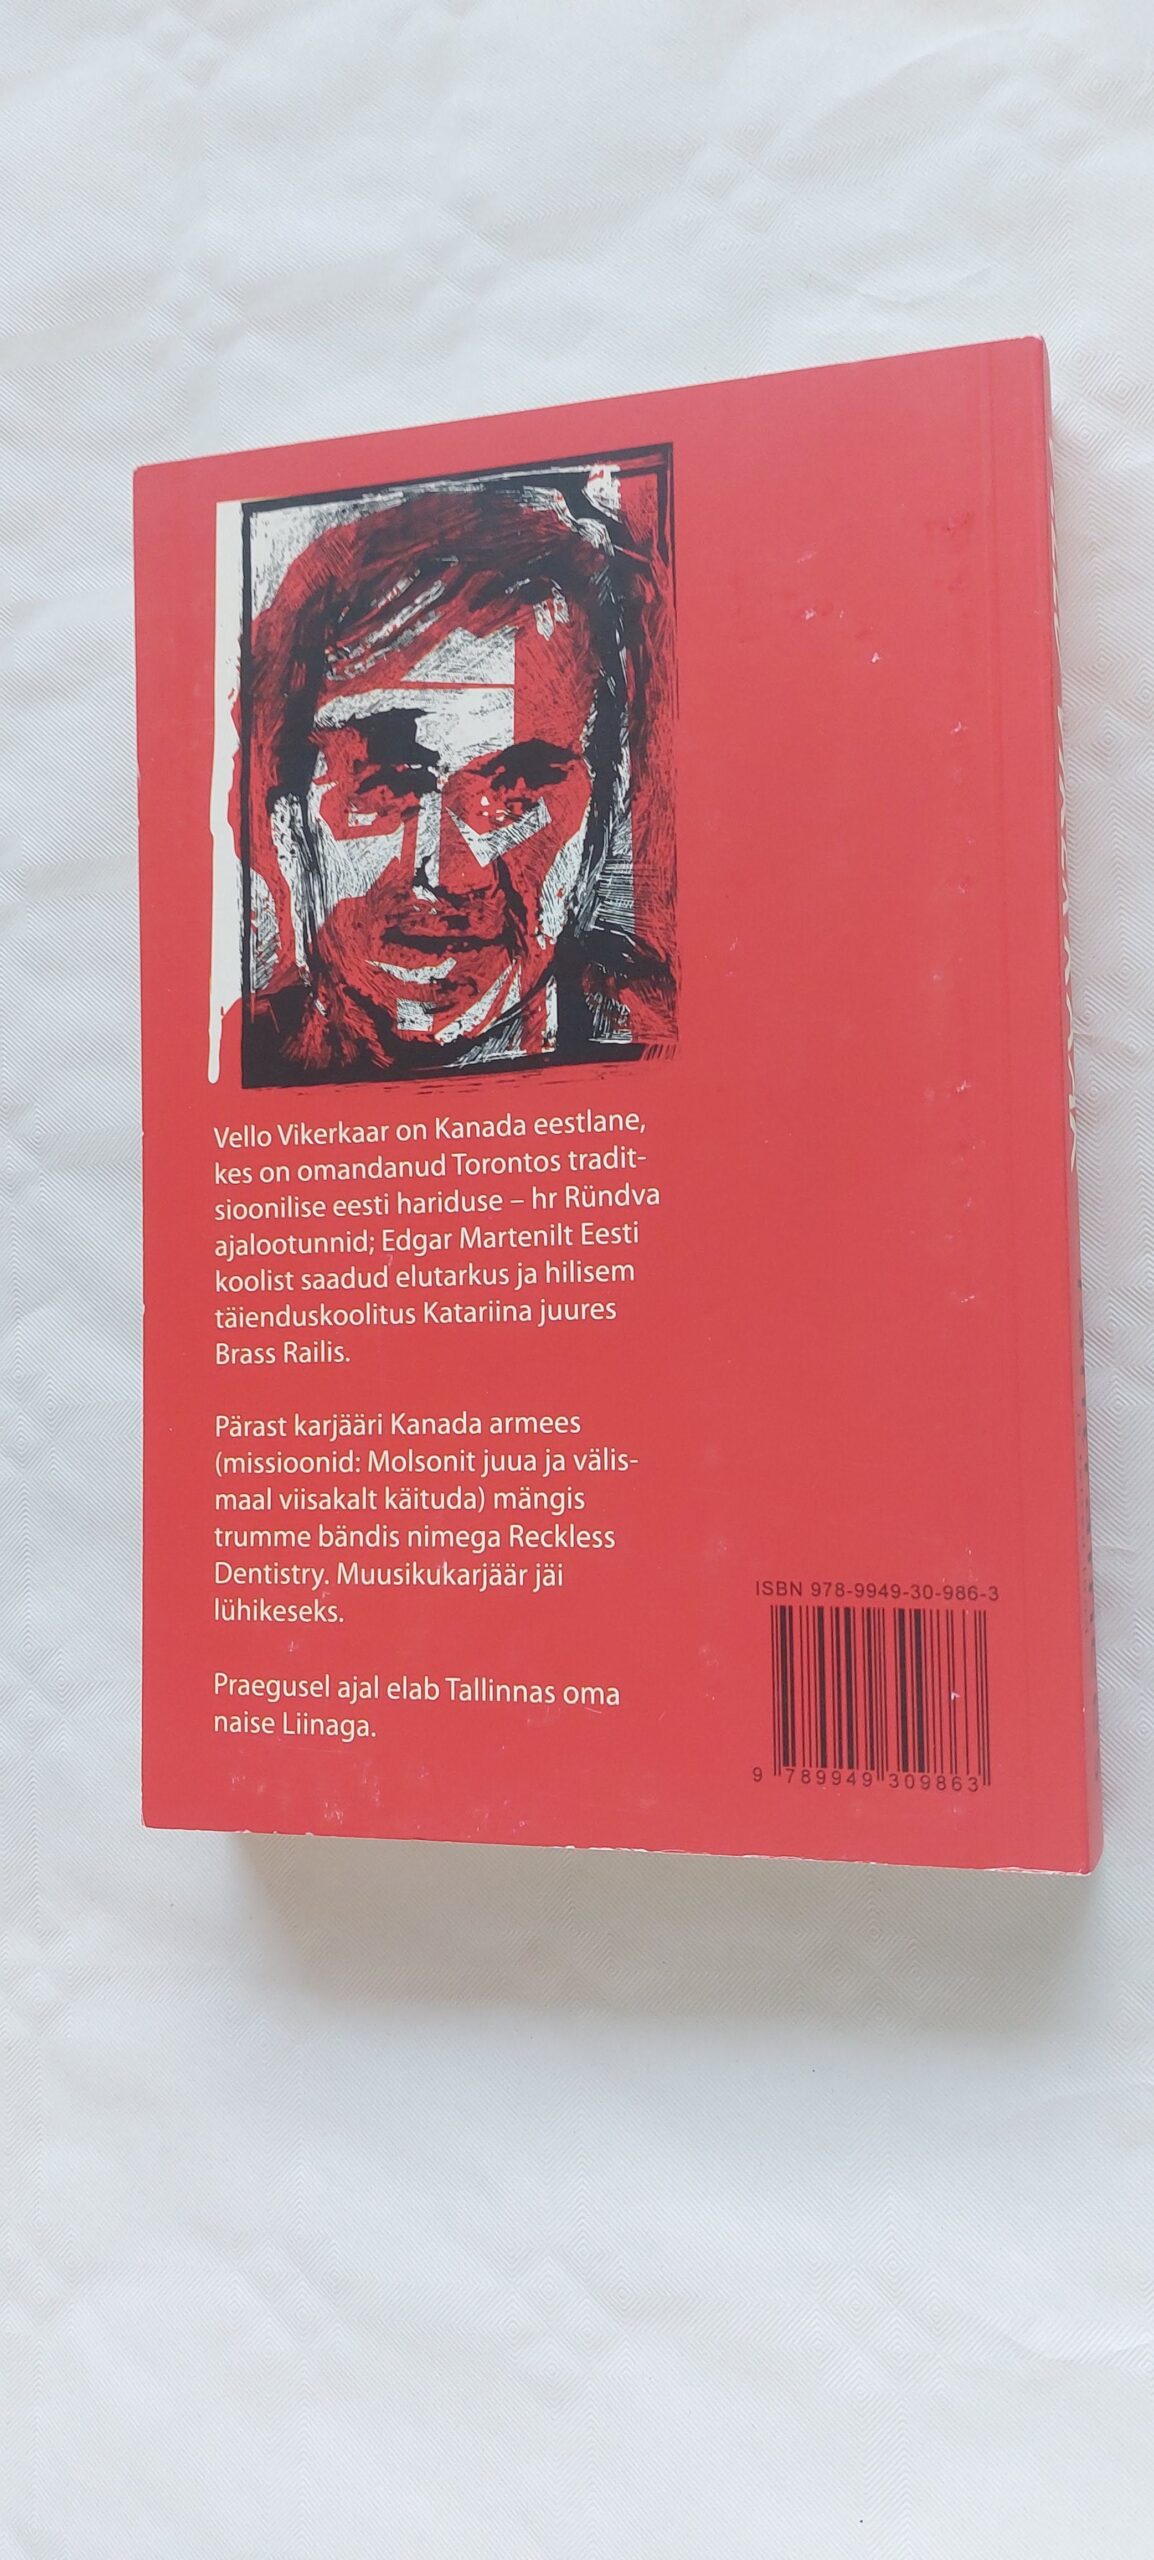 Vello Vikerkaar on Kanada eestlane,
kes on omandanud Torontos tradit-
sioonilise eesti hariduse – hr Ründva
ajalootunnid; Edgar Martenilt Eesti
koolist saadud elutarkus ja hilisem
täienduskoolitus Katariina juures
Brass Railis.
Pärast karjääri Kanada armees
(missioonid: Molsonit juua ja välis-
maal viisakalt käituda) mängis
trumme bändis nimega Reckless
Dentistry. Muusikukarjäär jäi
lühikeseks.
Praegusel ajal elab Tallinnas oma
naise Liinaga.
ISBN 978-9949-30-986-3
9 789949 309863